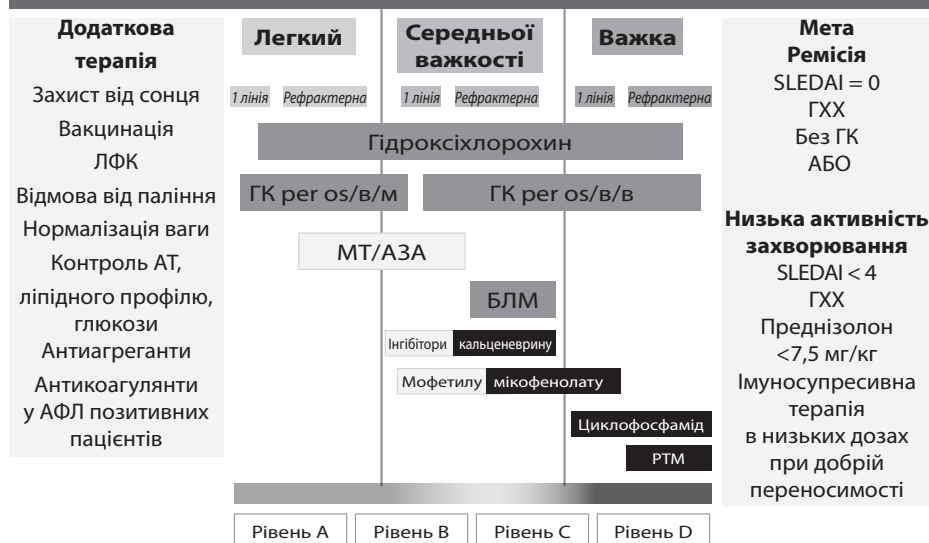 Додаткова
терапія
Захист від сонця
Вакцинація
ЛФК
Відмова від паління
Нормалізація ваги
Контроль АТ,
ліпідного профілю,
глюкози
Антиагреганти
Антикоагулянти
у АФЛ позитивних
пацієнтів
Легкий
Середньої
важкості
Важка
1 лінія Рефрактерна
1 лінія Рефрактерна
1 лінія Рефрактерна
Гідроксіхлорохин
ГК per os/в/м
ГК per os/в/в
МТ/АЗА
БЛМ
Інгібітори кальценеврину
Мофетилу мікофенолату
Циклофосфамід
РТМ
Рівень A
Рівень B
Рівень C
Рівень D
Мета
Ремісія
SLEDAI = 0
ГХХ
Без ГК
АБО
Низька активність
захворювання
SLEDAI < 4
ГХХ
Преднізолон
<7,5 мг/кг
Імуносупресивна
терапія
в низьких дозах
при добрій
переносимості